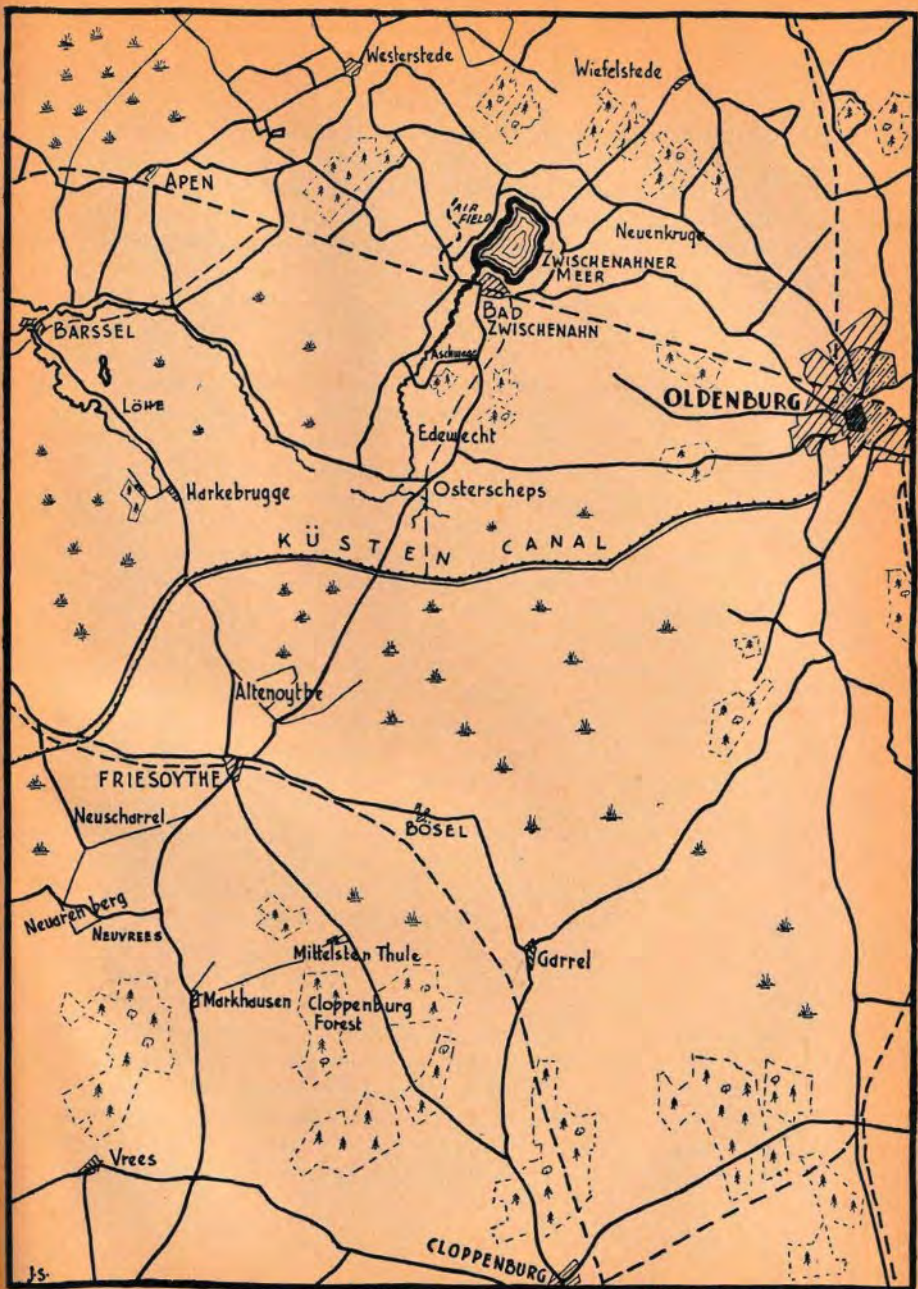 Westerstede
Wiefelstede
APEN
AIR
FIELD
Neuenkruge
ZWISCHENAHNER
MEER
BAD
ZWISCHENAHN
BARSSEL
Aschwege
LÖHE
OLDENBURG
Edewecht
Harkebrugge
Osterscheps
KÜSTEN CANAL
Altenoythe
FRIESOYTHE
Neuscharrel
BÖSEL
Neuarenberg
NEUVREES
Mittelsten Thule
Garrel
Markhausen
Cloppenburg
Forest
Vrees
CLOPPENBURG
J.S.